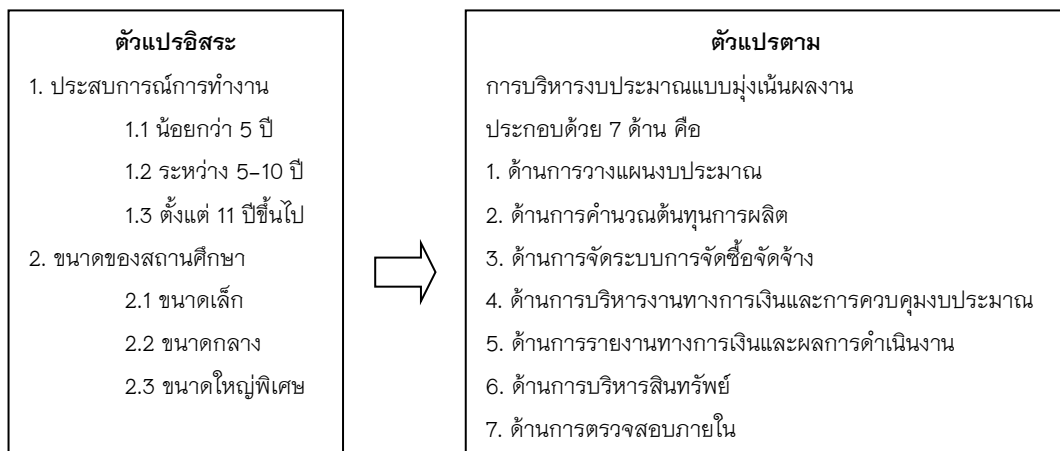 ตัวแปรอิสระ
1. ประสบการณ์การทำงาน
1.1 น้อยกว่า 5 ปี
1.2 ระหว่าง 5–10 ปี
1.3 ตั้งแต่ 11 ปีขึ้นไป
2. ขนาดของสถานศึกษา
2.1 ขนาดเล็ก
2.2 ขนาดกลาง
2.3 ขนาดใหญ่พิเศษ
ตัวแปรตาม
การบริหารงบประมาณแบบมุ่งเน้นผลงาน
ประกอบด้วย 7 ด้าน คือ
1. ด้านการวางแผนงบประมาณ
2. ด้านการคำนวณต้นทุนการผลิต
3. ด้านการจัดระบบการจัดซื้อจัดจ้าง
4. ด้านการบริหารงานทางการเงินและการควบคุมงบประมาณ
5. ด้านการรายงานทางการเงินและผลการดำเนินงาน
6. ด้านการบริหารสินทรัพย์
7. ด้านการตรวจสอบภายใน